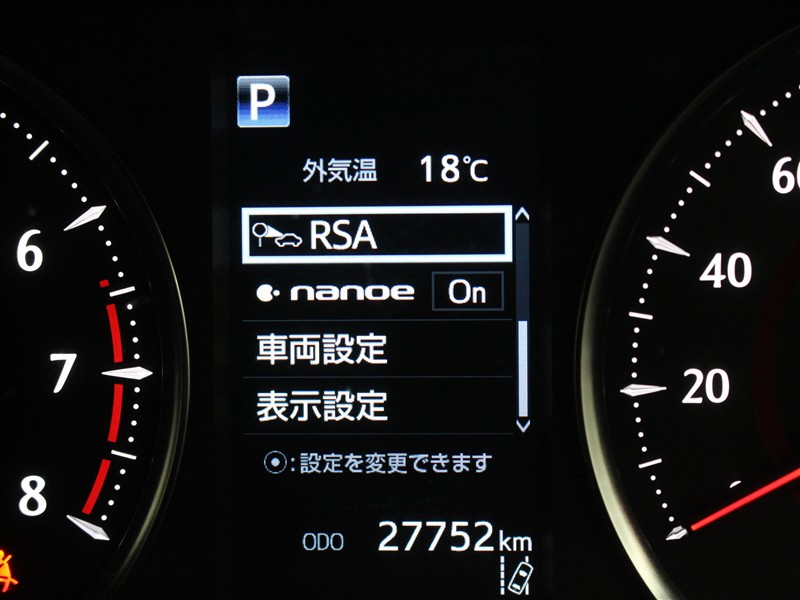 P
外気温 18℃
RSA
nanoe On
車両設定
表示設定
⦿:設定を変更できます
ODO 27752km
6
7
8
60
40
20